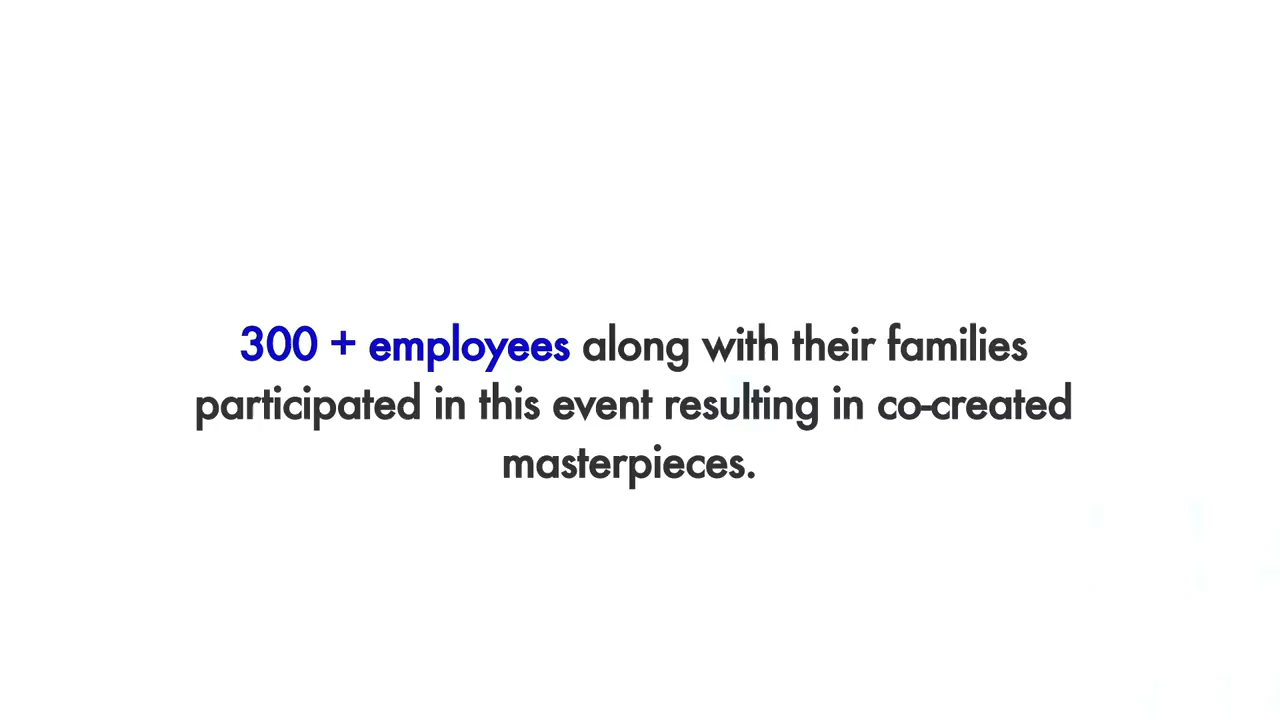 300 + employees along with their families
participated in this event resulting in co-created
masterpieces.